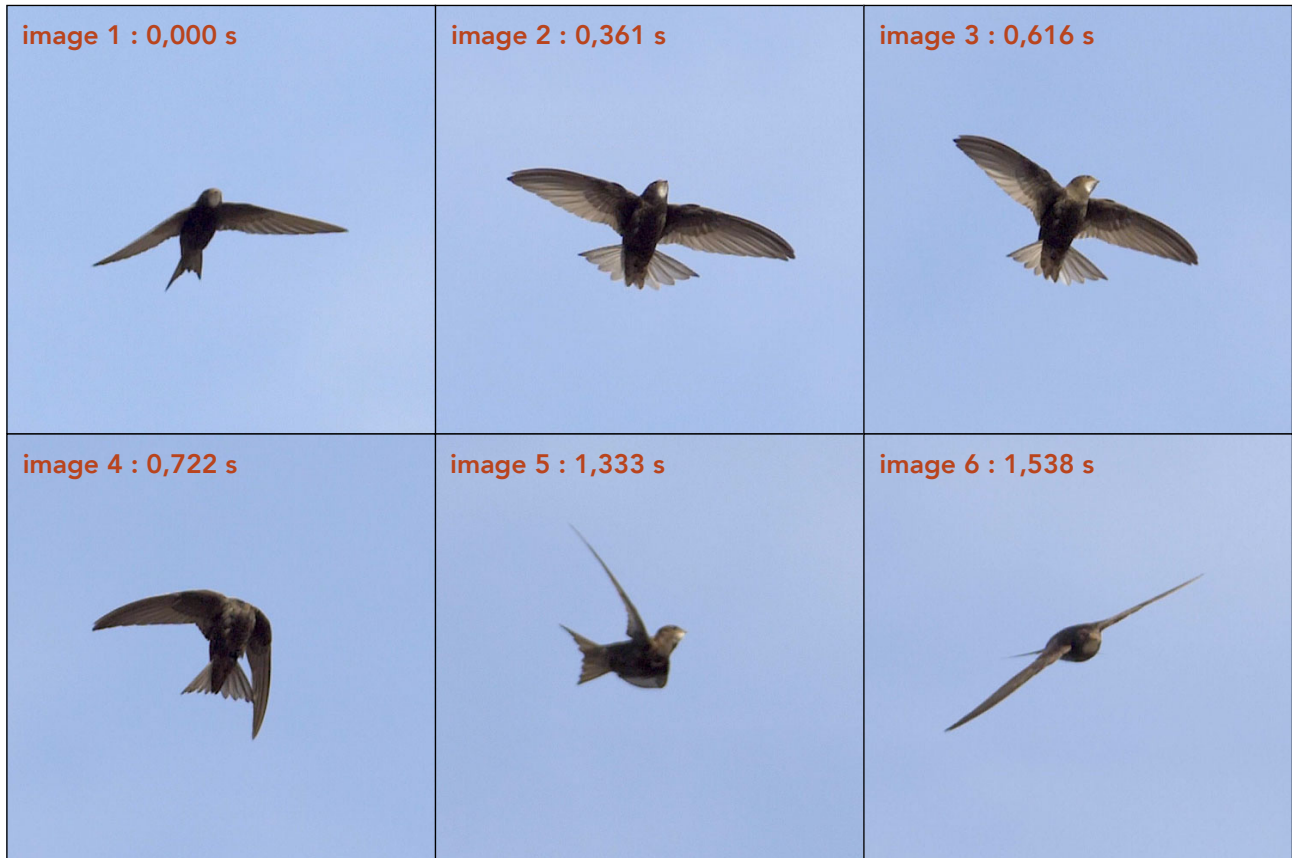 image 1 : 0,000 s
image 2 : 0,361 s
image 3 : 0,616 s
image 4 : 0,722 s
image 5 : 1,333 s
image 6 : 1,538 s